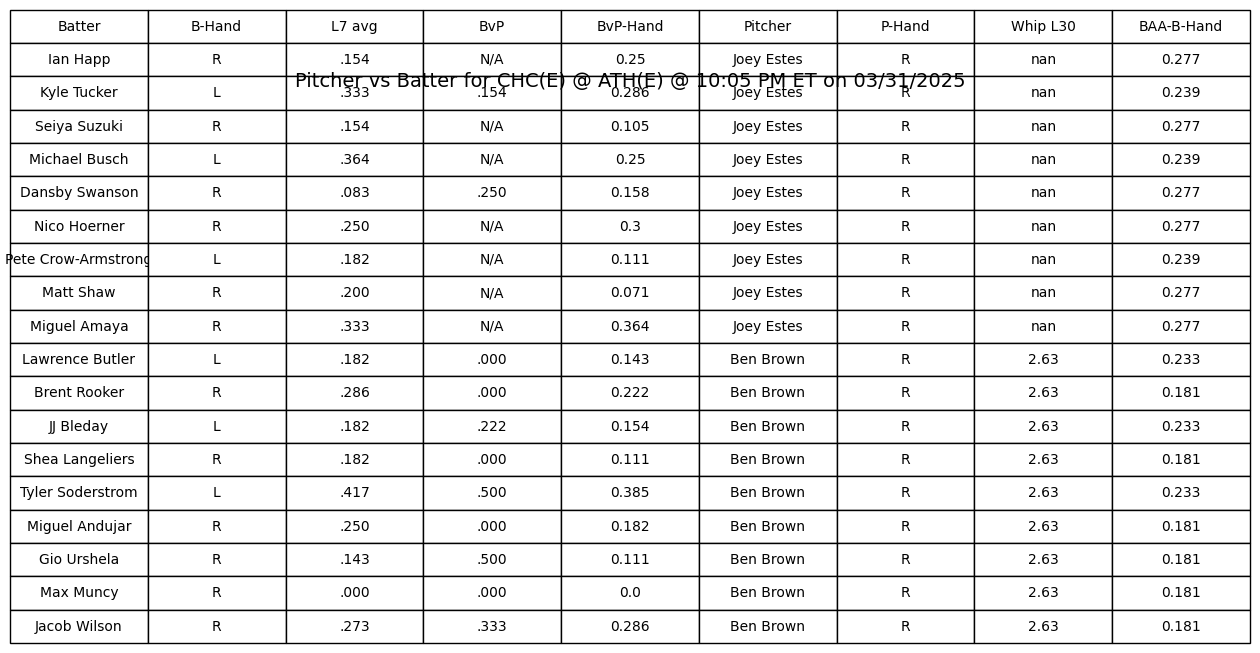 Batter B-Hand L7 avg BvP BvP-Hand Pitcher P-Hand Whip L30 BAA-B-Hand
Ian Happ R .154 N/A 0.25 Joey Estes R nan 0.277
Pitcher vs Batter for CHC(E) @ ATH(E) @ 10:05 PM ET on 03/31/2025
Kyle Tucker L .333 .154 0.286 Joey Estes R nan 0.239
Seiya Suzuki R .154 N/A 0.105 Joey Estes R nan 0.277
Michael Busch L .364 N/A 0.25 Joey Estes R nan 0.239
Dansby Swanson R .083 .250 0.158 Joey Estes R nan 0.277
Nico Hoerner R .250 N/A 0.3 Joey Estes R nan 0.277
Pete Crow-Armstrong L .182 N/A 0.111 Joey Estes R nan 0.239
Matt Shaw R .200 N/A 0.071 Joey Estes R nan 0.277
Miguel Amaya R .333 N/A 0.364 Joey Estes R nan 0.277
Lawrence Butler L .182 .000 0.143 Ben Brown R 2.63 0.233
Brent Rooker R .286 .000 0.222 Ben Brown R 2.63 0.181
JJ Bleday L .182 .222 0.154 Ben Brown R 2.63 0.233
Shea Langeliers R .182 .000 0.111 Ben Brown R 2.63 0.181
Tyler Soderstrom L .417 .500 0.385 Ben Brown R 2.63 0.233
Miguel Andujar R .250 .000 0.182 Ben Brown R 2.63 0.181
Gio Urshela R .143 .500 0.111 Ben Brown R 2.63 0.181
Max Muncy R .000 .000 0.0 Ben Brown R 2.63 0.181
Jacob Wilson R .273 .333 0.286 Ben Brown R 2.63 0.181